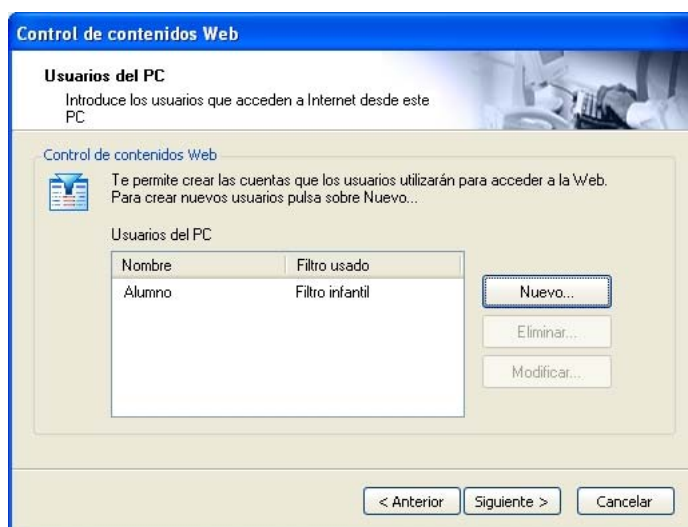 Control de contenidos Web
Usuarios del PC
Introduce los usuarios que acceden a Internet desde este
PC
Control de contenidos Web
Te permite crear las cuentas que los usuarios utilizarán para acceder a la Web.
Para crear nuevos usuarios pulsa sobre Nuevo...
Usuarios del PC
Nombre Filtro usado
Alumno Filtro infantil
Nuevo...
Eliminar...
Modificar...
< Anterior Siguiente > Cancelar